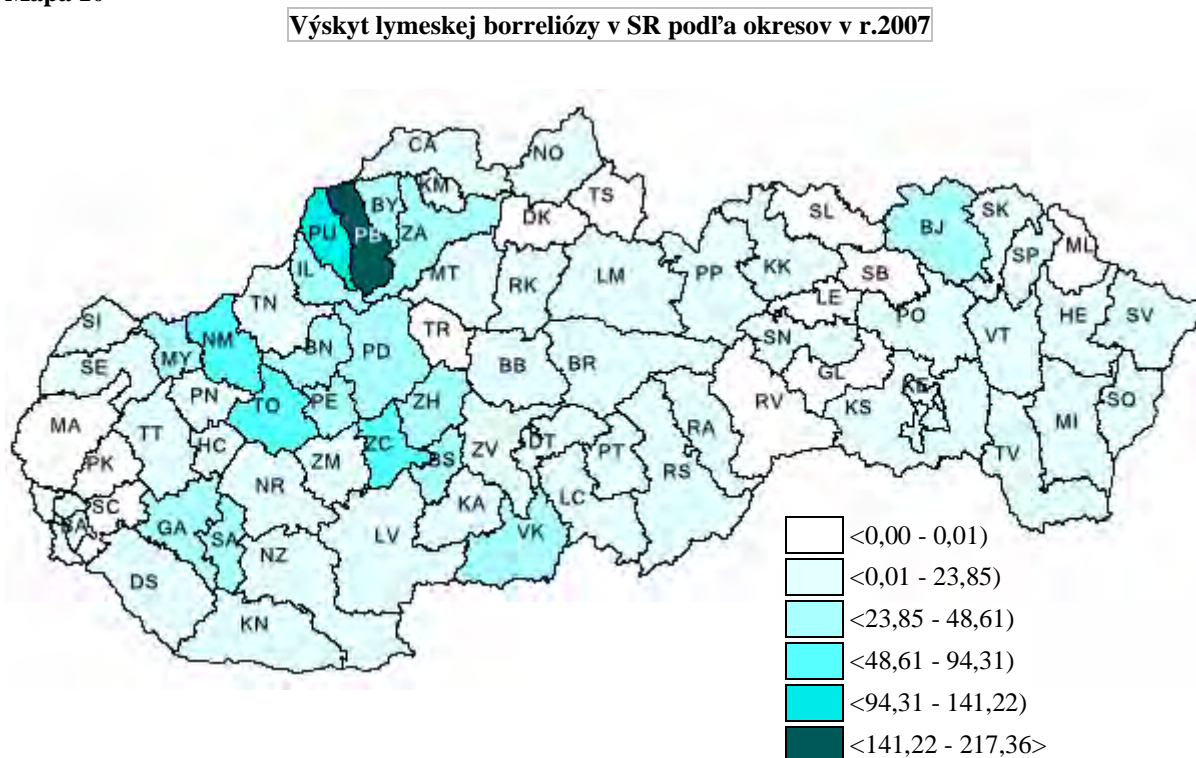 Výskyt lymeskej borreliózy v SR podľa okresov v r.2007
CA
NO
KM
TS
BY
DK
SL
SK
PU
PB
ZA
BJ
ML
IL
MT
RK
LM
PP
KK
SB
SP
TN
LE
SI
TR
PO
HE
SV
NM
BN
PD
BB
BR
SN
VT
MY
SE
GL
PN
TO
PE
ZH
RV
KS
KE
SO
MA
TT
HC
ZM
ZC
BS
ZV
DT
PT
RA
MI
PK
NR
KA
LC
RS
TV
SC
BA
GA
SA
NZ
LV
VK
DS
KN
<0,00 - 0,01)
<0,01 - 23,85)
<23,85 - 48,61)
<48,61 - 94,31)
<94,31 - 141,22)
<141,22 - 217,36>